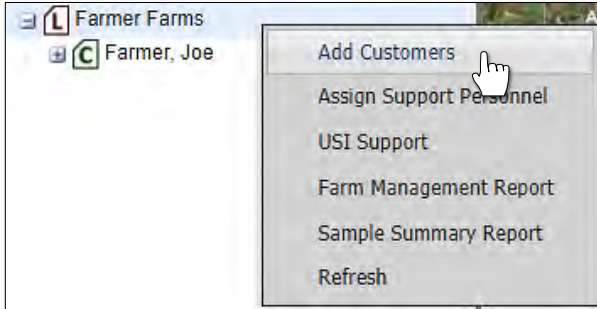 L Farmer Farms
C Farmer, Joe
Add Customers
Assign Support Personnel
USI Support
Farm Management Report
Sample Summary Report
Refresh